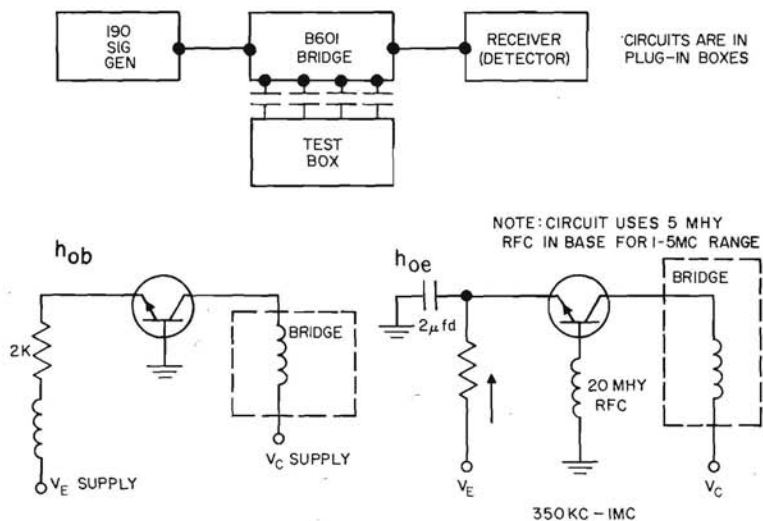 190
SIG
GEN
B601
BRIDGE
RECEIVER
(DETECTOR)
CIRCUITS ARE IN
PLUG-IN BOXES
TEST
BOX
NOTE: CIRCUIT USES 5 MHY
RFC IN BASE FOR 1-5MC RANGE
hob
2K
BRIDGE
VC SUPPLY
VE SUPPLY
hoe
2μfd
BRIDGE
20 MHY
RFC
VE
VC
350KC-1MC